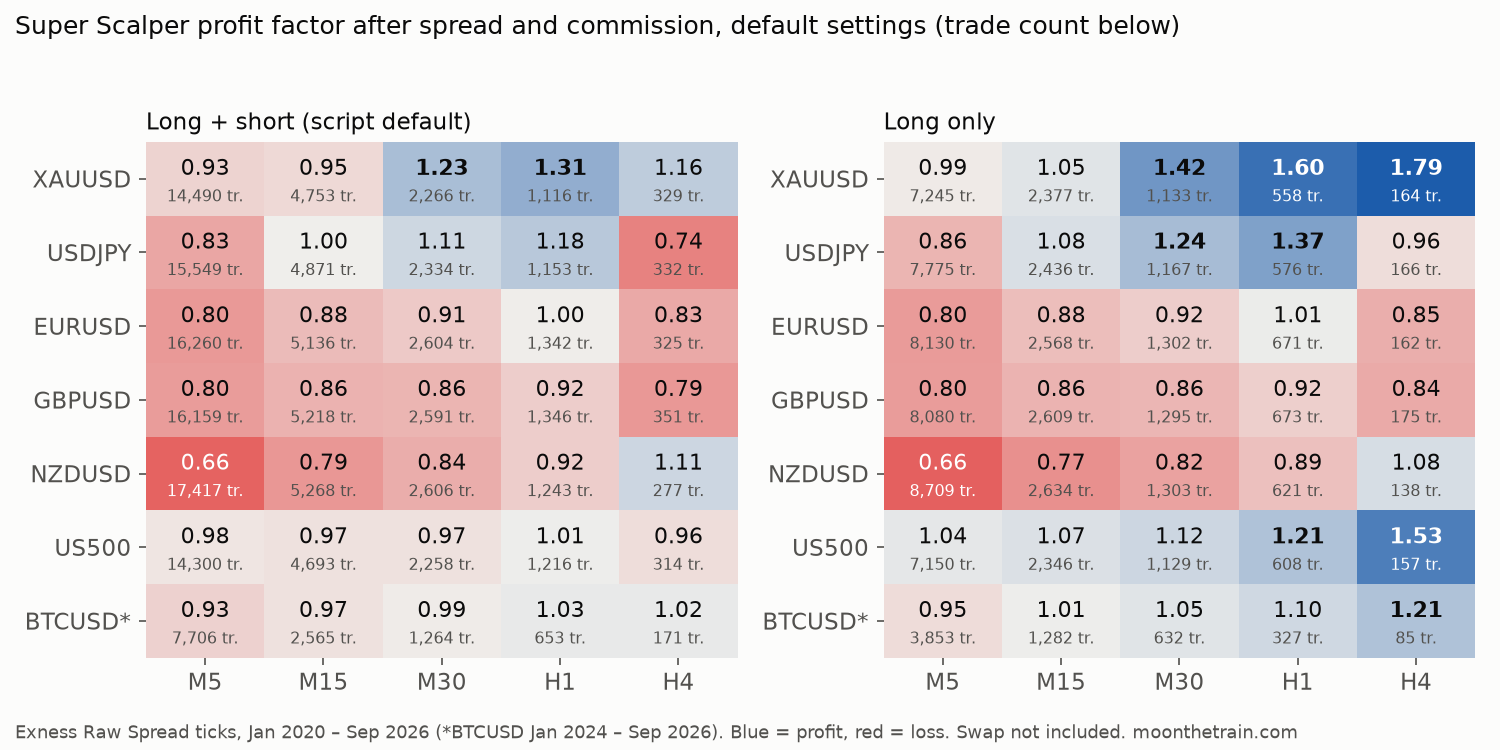 Super Scalper profit factor after spread and commission, default settings (trade count below)
Long + short (script default)
XAUUSD 0.93 0.95 1.23 1.31 1.16
14,490 tr. 4,753 tr. 2,266 tr. 1,116 tr. 329 tr.
USDJPY 0.83 1.00 1.11 1.18 0.74
15,549 tr. 4,871 tr. 2,334 tr. 1,153 tr. 332 tr.
EURUSD 0.80 0.88 0.91 1.00 0.83
16,260 tr. 5,136 tr. 2,604 tr. 1,342 tr. 325 tr.
GBPUSD 0.80 0.86 0.86 0.92 0.79
16,159 tr. 5,218 tr. 2,591 tr. 1,346 tr. 351 tr.
NZDUSD 0.66 0.79 0.84 0.92 1.11
17,417 tr. 5,268 tr. 2,606 tr. 1,243 tr. 277 tr.
US500 0.98 0.97 0.97 1.01 0.96
14,300 tr. 4,693 tr. 2,258 tr. 1,216 tr. 314 tr.
BTCUSD* 0.93 0.97 0.99 1.03 1.02
7,706 tr. 2,565 tr. 1,264 tr. 653 tr. 171 tr.
M5 M15 M30 H1 H4
Long only
XAUUSD 0.99 1.05 1.42 1.60 1.79
7,245 tr. 2,377 tr. 1,133 tr. 558 tr. 164 tr.
USDJPY 0.86 1.08 1.24 1.37 0.96
7,775 tr. 2,436 tr. 1,167 tr. 576 tr. 166 tr.
EURUSD 0.80 0.88 0.92 1.01 0.85
8,130 tr. 2,568 tr. 1,302 tr. 671 tr. 162 tr.
GBPUSD 0.80 0.86 0.86 0.92 0.84
8,080 tr. 2,609 tr. 1,295 tr. 673 tr. 175 tr.
NZDUSD 0.66 0.77 0.82 0.89 1.08
8,709 tr. 2,634 tr. 1,303 tr. 621 tr. 138 tr.
US500 1.04 1.07 1.12 1.21 1.53
7,150 tr. 2,346 tr. 1,129 tr. 608 tr. 157 tr.
BTCUSD* 0.95 1.01 1.05 1.10 1.21
3,853 tr. 1,282 tr. 632 tr. 327 tr. 85 tr.
M5 M15 M30 H1 H4
Exness Raw Spread ticks, Jan 2020 – Sep 2026 (*BTCUSD Jan 2024 – Sep 2026). Blue = profit, red = loss. Swap not included. moonthetrain.com